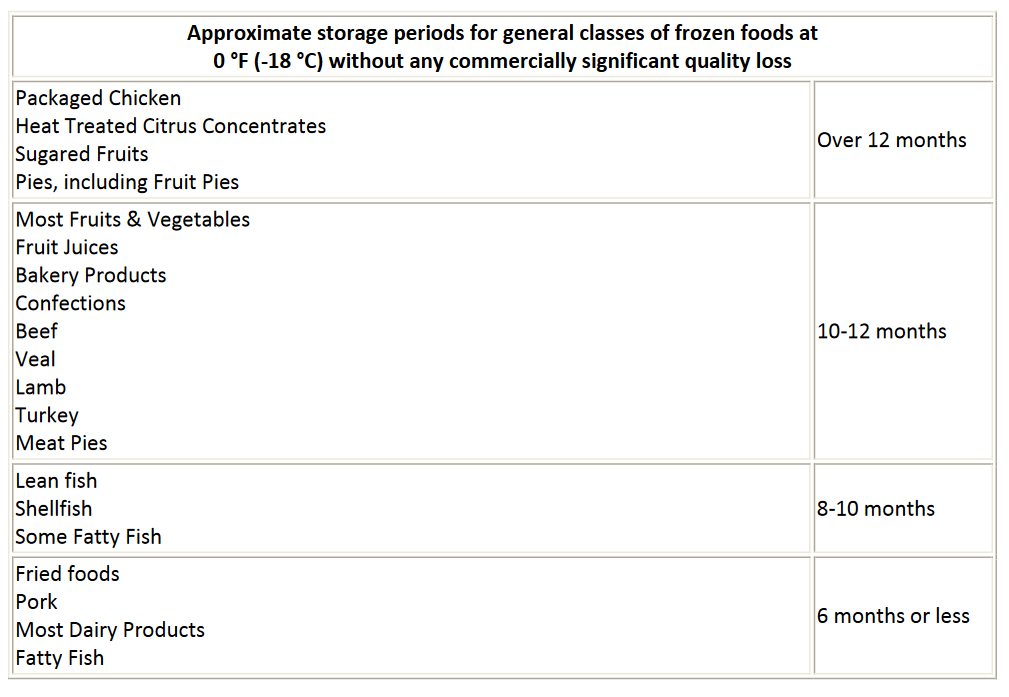 Approximate storage periods for general classes of frozen foods at
0 °F (-18 °C) without any commercially significant quality loss
Packaged Chicken
Heat Treated Citrus Concentrates
Sugared Fruits
Pies, including Fruit Pies
Over 12 months
Most Fruits & Vegetables
Fruit Juices
Bakery Products
Confections
Beef
Veal
Lamb
Turkey
Meat Pies
10-12 months
Lean fish
Shellfish
Some Fatty Fish
8-10 months
Fried foods
Pork
Most Dairy Products
Fatty Fish
6 months or less